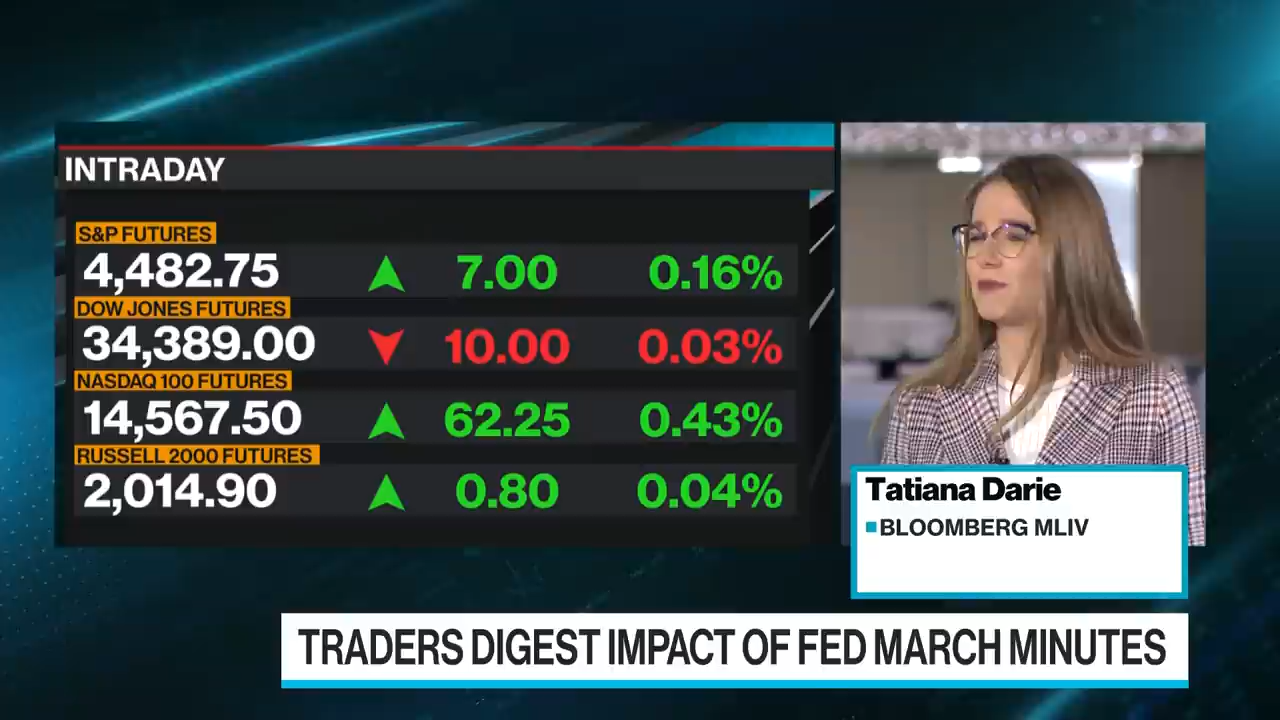 INTRADAY
S&P FUTURES
4,482.75 ▲ 7.00 0.16%
DOW JONES FUTURES
34,389.00 ▼ 10.00 0.03%
NASDAQ 100 FUTURES
14,567.50 ▲ 62.25 0.43%
RUSSELL 2000 FUTURES
2,014.90 ▲ 0.80 0.04%
Tatiana Darie
BLOOMBERG MLIV
TRADERS DIGEST IMPACT OF FED MARCH MINUTES